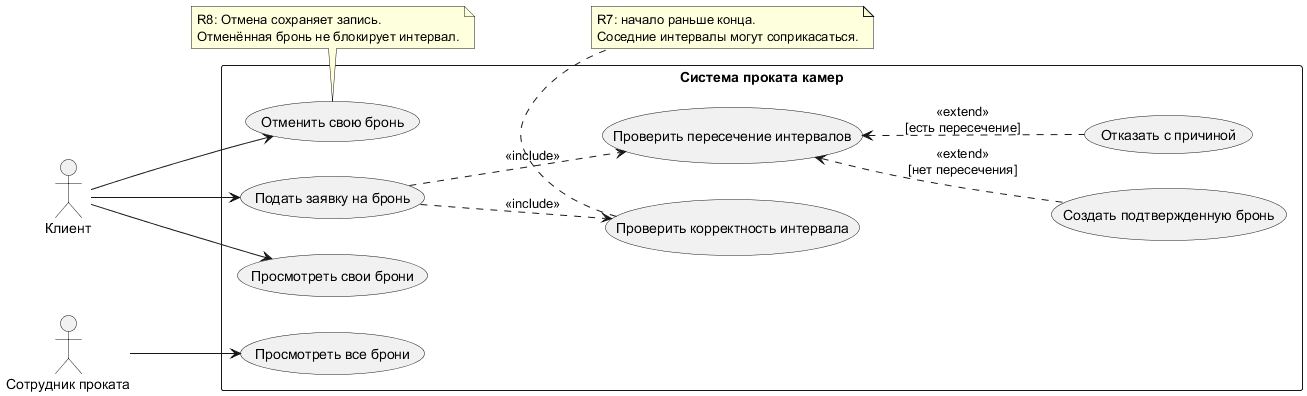 R8: Отмена сохраняет запись.
Отменённая бронь не блокирует интервал.
R7: начало раньше конца.
Соседние интервалы могут соприкасаться.
Система проката камер
Отменить свою бронь
Проверить пересечение интервалов
«extend»
[есть пересечение]
Отказать с причиной
«include»
«extend»
[нет пересечения]
Клиент
Подать заявку на бронь
«include»
Проверить корректность интервала
Создать подтвержденную бронь
Просмотреть свои брони
Сотрудник проката
Просмотреть все брони